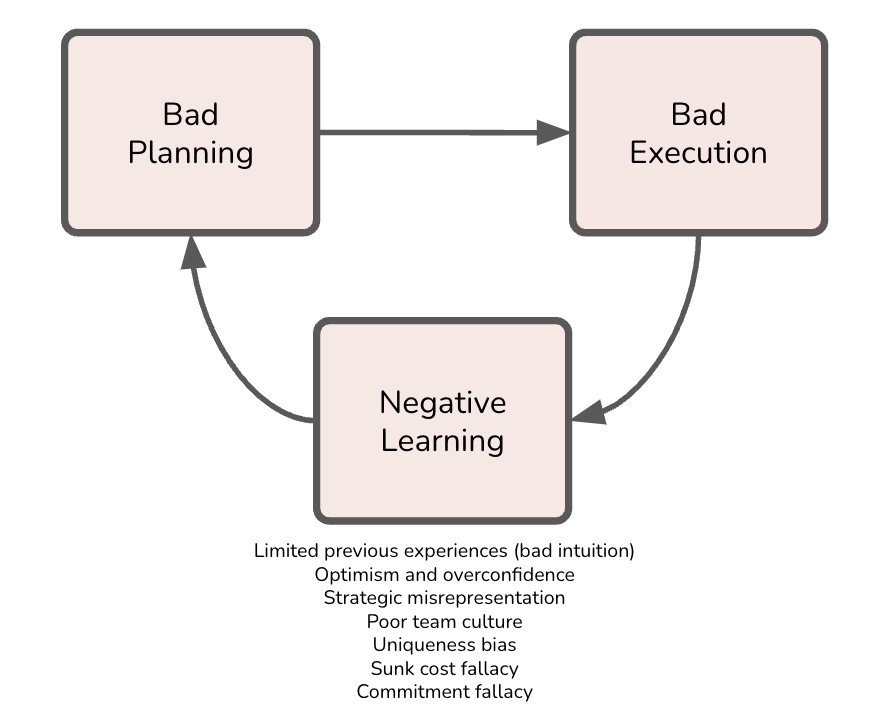 Bad
Planning
Bad
Execution
Negative
Learning
Limited previous experiences (bad intuition)
Optimism and overconfidence
Strategic misrepresentation
Poor team culture
Uniqueness bias
Sunk cost fallacy
Commitment fallacy